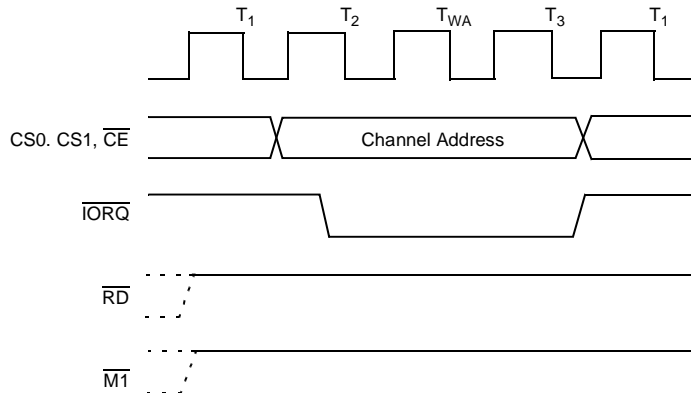 T1 T2 TWA T3 T1
CS0. CS1, CE
Channel Address
IORQ
RD
M1